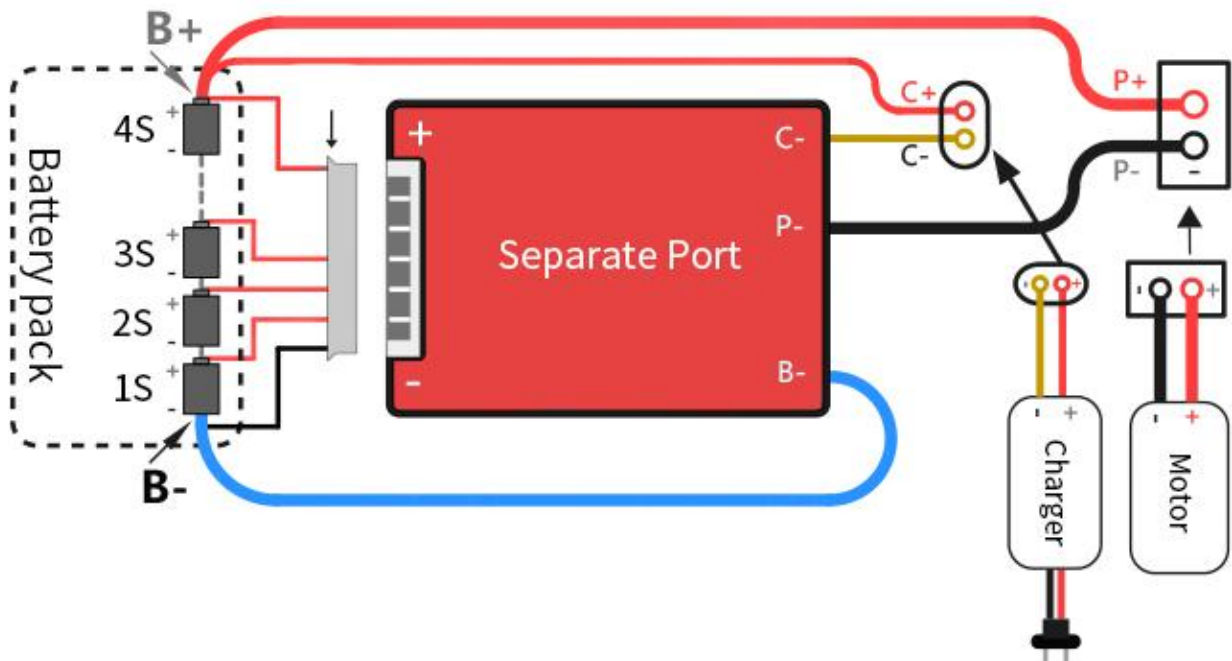 B+
P+
C+
4S
+
-
+
C-
C-
P-
-
Battery pack
3S
+
-
P-
Separate Port
2S
+
-
-
+
-
+
1S
+
-
-
B-
-
+
-
+
Charger
Motor
B-